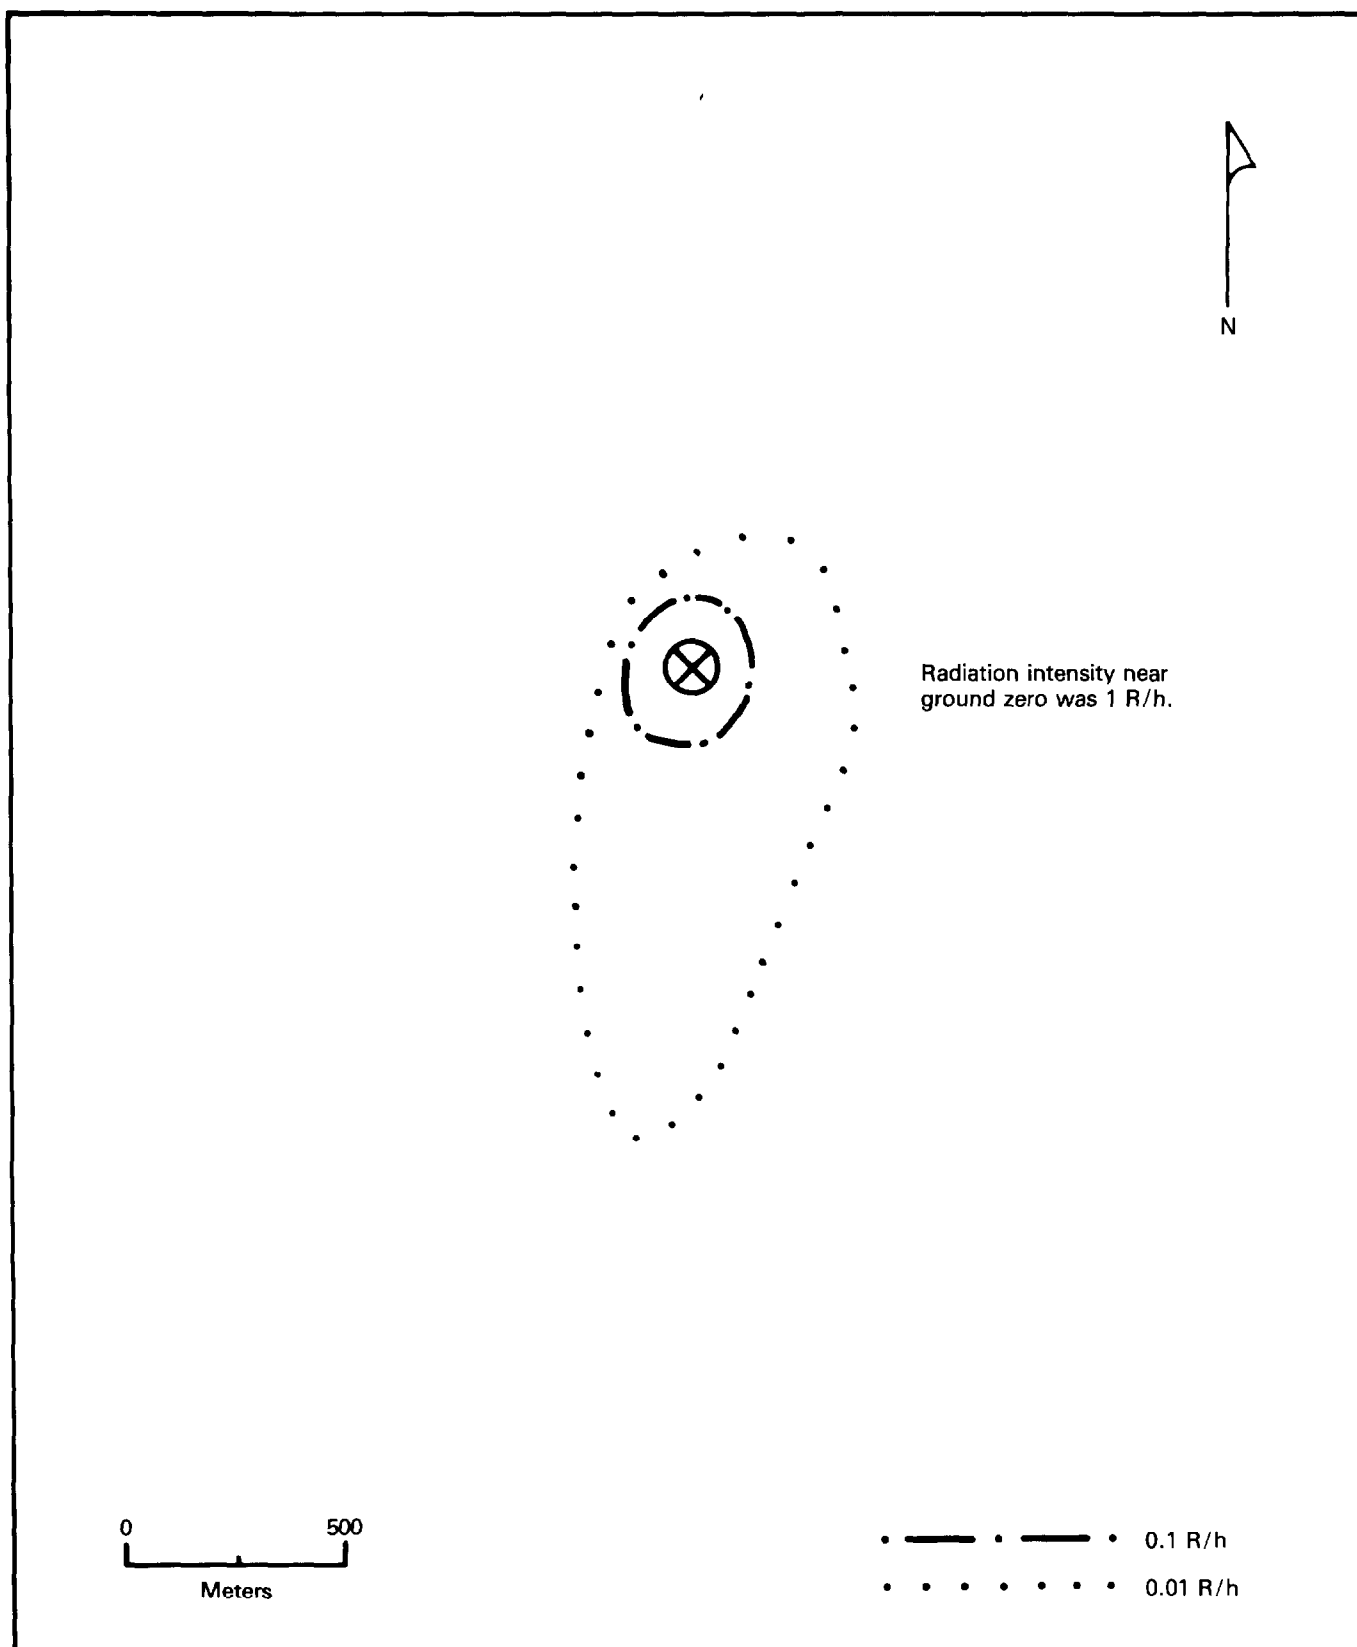 N
Radiation intensity near
ground zero was 1 R/h.
0 500
Meters
0.1 R/h
0.01 R/h